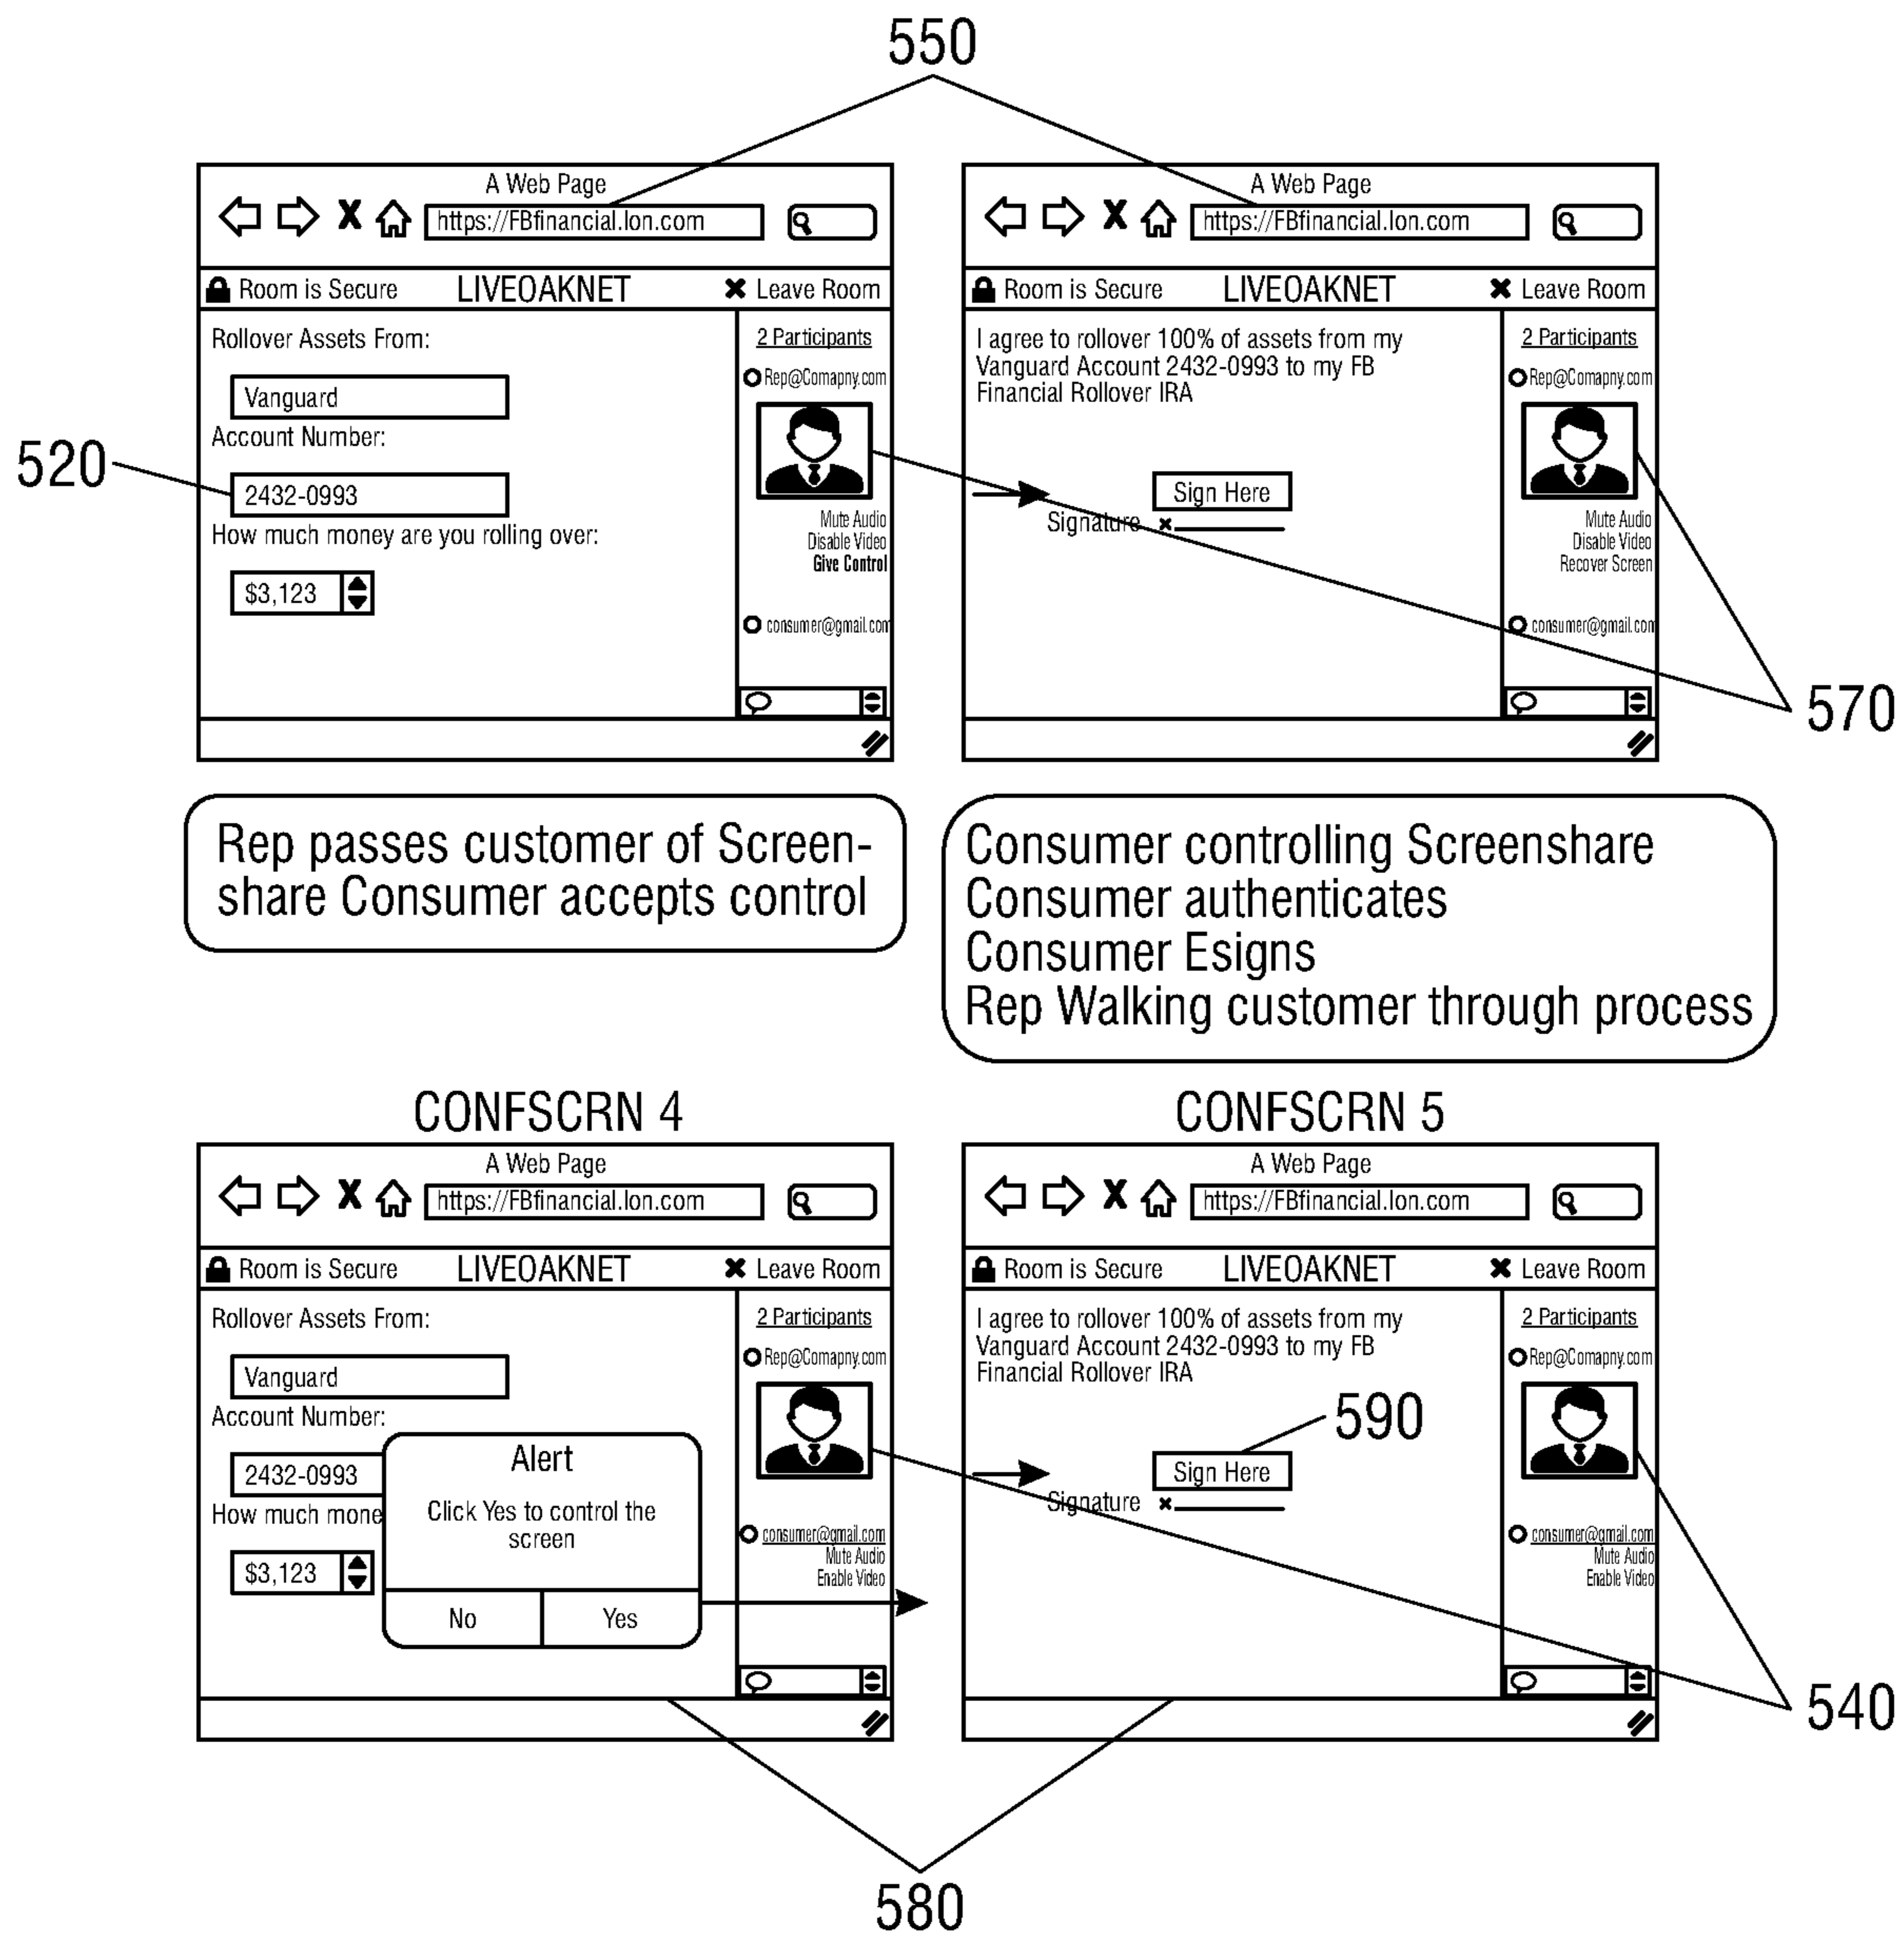 550
A Web Page
X
https://FBfinancial.lon.com
Room is Secure
LIVEOAKNET
Leave Room
Rollover Assets From:
Vanguard
Account Number:
2432-0993
How much money are you rolling over:
$3,123
2 Participants
Rep@Comapny.com
Mute Audio
Disable Video
Give Control
consumer@gmail.com
520
A Web Page
X
https://FBfinancial.lon.com
Room is Secure
LIVEOAKNET
Leave Room
I agree to rollover 100% of assets from my
Vanguard Account 2432-0993 to my FB
Financial Rollover IRA
Sign Here
Signature x
2 Participants
Rep@Comapny.com
Mute Audio
Disable Video
Recover Screen
consumer@gmail.com
570
Rep passes customer of Screen-
share Consumer accepts control
Consumer controlling Screenshare
Consumer authenticates
Consumer Esigns
Rep Walking customer through process
CONFSCRN 4
A Web Page
X
https://FBfinancial.lon.com
Room is Secure
LIVEOAKNET
Leave Room
Rollover Assets From:
Vanguard
Account Number:
2432-0993
How much mone
$3,123
Alert
Click Yes to control the
screen
No
Yes
2 Participants
Rep@Comapny.com
consumer@gmail.com
Mute Audio
Enable Video
CONFSCRN 5
A Web Page
X
https://FBfinancial.lon.com
Room is Secure
LIVEOAKNET
Leave Room
I agree to rollover 100% of assets from my
Vanguard Account 2432-0993 to my FB
Financial Rollover IRA
590
Sign Here
Signature x
2 Participants
Rep@Comapny.com
consumer@gmail.com
Mute Audio
Enable Video
540
580